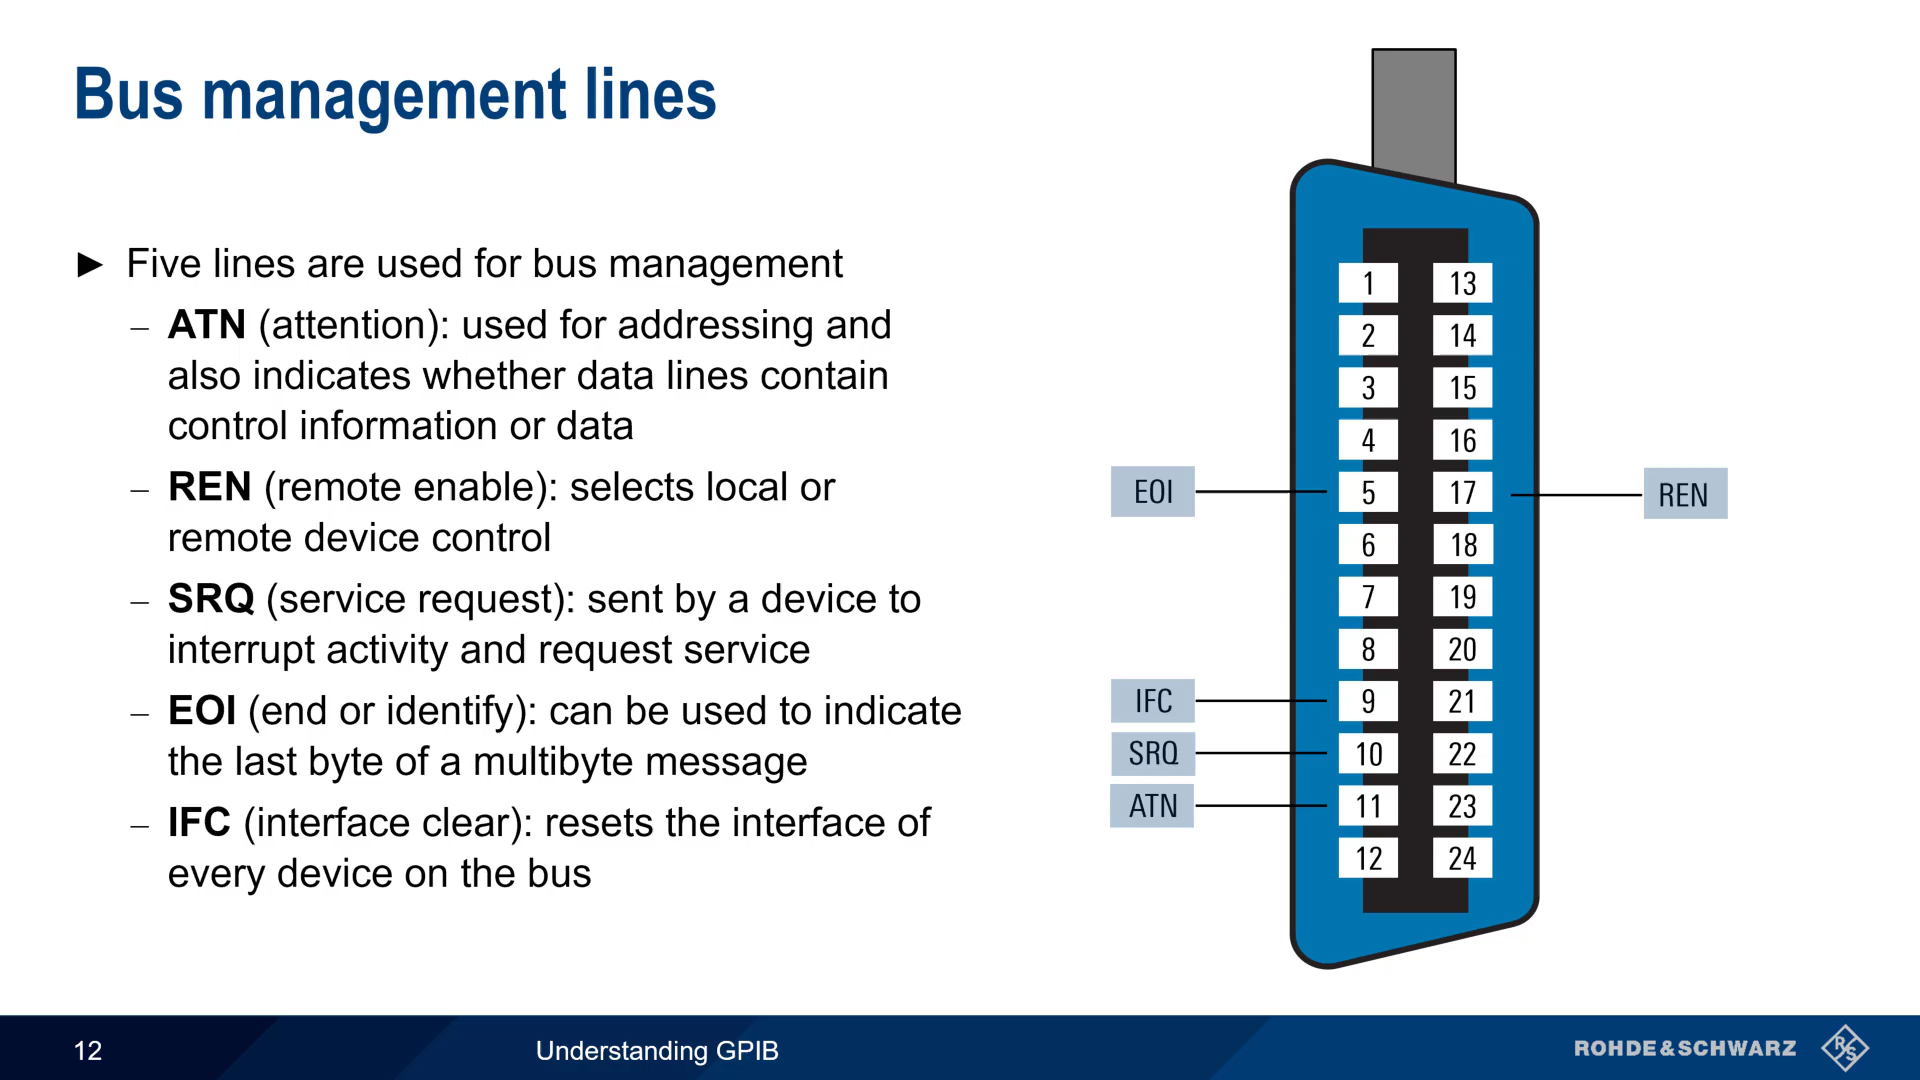 Bus management lines
► Five lines are used for bus management
– ATN (attention): used for addressing and
also indicates whether data lines contain
control information or data
– REN (remote enable): selects local or
remote device control
– SRQ (service request): sent by a device to
interrupt activity and request service
– EOI (end or identify): can be used to indicate
the last byte of a multibyte message
– IFC (interface clear): resets the interface of
every device on the bus
1 13
2 14
3 15
4 16
EOI 5 17 REN
6 18
7 19
8 20
IFC 9 21
SRQ 10 22
ATN 11 23
12 24
12 Understanding GPIB ROHDE & SCHWARZ R S